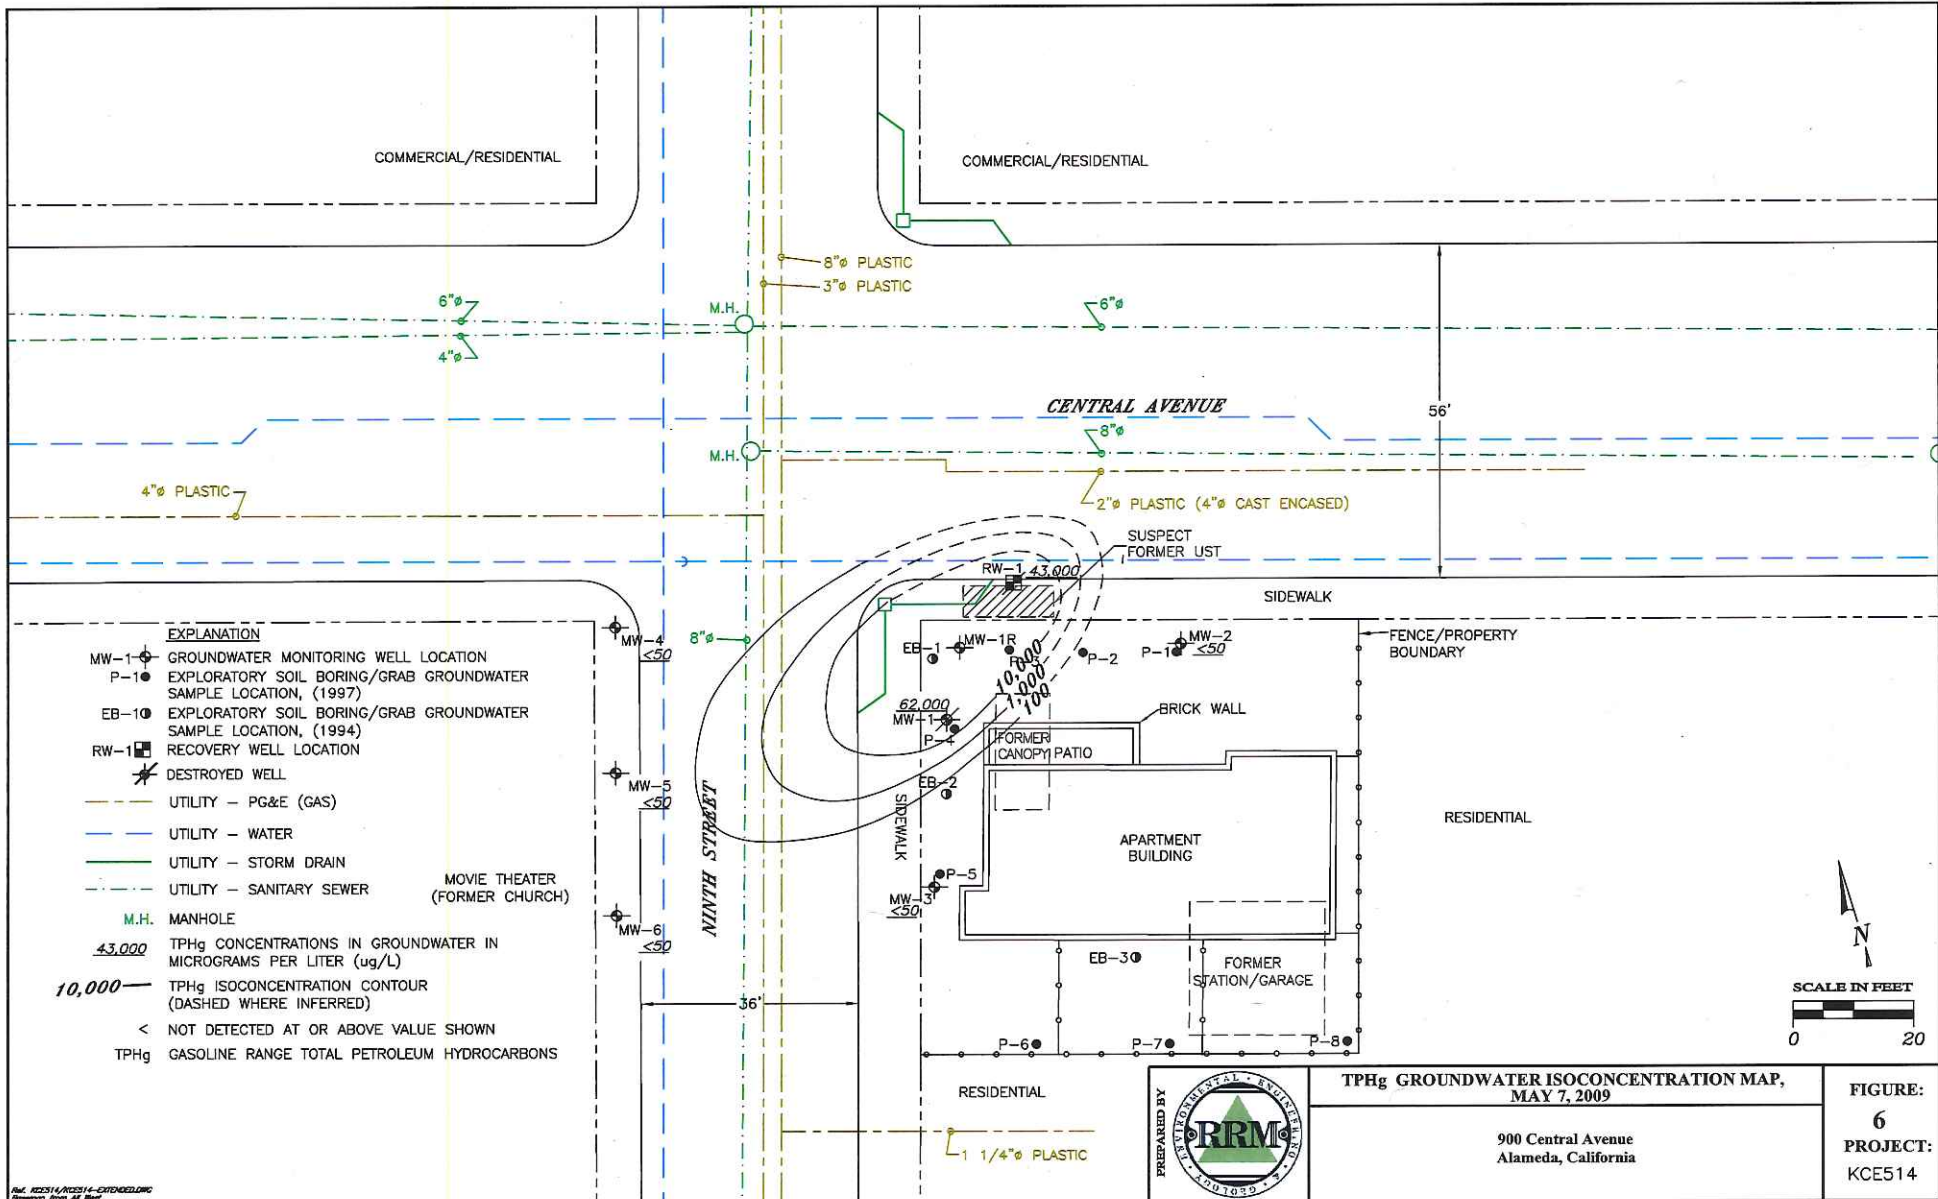 COMMERCIAL/RESIDENTIAL
COMMERCIAL/RESIDENTIAL
8"ø PLASTIC
3"ø PLASTIC
6"ø
M.H.
6"ø
4"ø
CENTRAL AVENUE
56'
8"ø
M.H.
4"ø PLASTIC
2"ø PLASTIC (4"ø CAST ENCASED)
SUSPECT
FORMER UST
RW-1
43,000
SIDEWALK
EXPLANATION
MW-1 GROUNDWATER MONITORING WELL LOCATION
P-1 EXPLORATORY SOIL BORING/GRAB GROUNDWATER
SAMPLE LOCATION, (1997)
EB-1 EXPLORATORY SOIL BORING/GRAB GROUNDWATER
SAMPLE LOCATION, (1994)
RW-1 RECOVERY WELL LOCATION
DESTROYED WELL
UTILITY - PG&E (GAS)
UTILITY - WATER
UTILITY - STORM DRAIN
UTILITY - SANITARY SEWER
M.H. MANHOLE
43,000 TPHg CONCENTRATIONS IN GROUNDWATER IN
MICROGRAMS PER LITER (ug/L)
10,000 TPHg ISOCONCENTRATION CONTOUR
(DASHED WHERE INFERRED)
< NOT DETECTED AT OR ABOVE VALUE SHOWN
TPHg GASOLINE RANGE TOTAL PETROLEUM HYDROCARBONS
MOVIE THEATER
(FORMER CHURCH)
MW-4
<50
8"ø
MW-5
<50
MW-6
<50
NINTH STREET
36'
EB-1
MW-1R
P-3
P-2
P-1
MW-2
<50
FENCE/PROPERTY
BOUNDARY
10,000
1,000
100
62,000
MW-1
P-4
BRICK WALL
FORMER
CANOPY
PATIO
EB-2
SIDEWALK
APARTMENT
BUILDING
RESIDENTIAL
P-5
MW-3
<50
EB-3
FORMER
STATION/GARAGE
P-6
P-7
P-8
N
SCALE IN FEET
0 20
RESIDENTIAL
1 1/4"ø PLASTIC
PREPARED BY
ENVIRONMENTAL · ENGINEERING & GEOLOGY
RRM
TPHg GROUNDWATER ISOCONCENTRATION MAP,
MAY 7, 2009
900 Central Avenue
Alameda, California
FIGURE:
6
PROJECT:
KCE514
Ref. KCE514/KCE514-EXTENDED.DWG